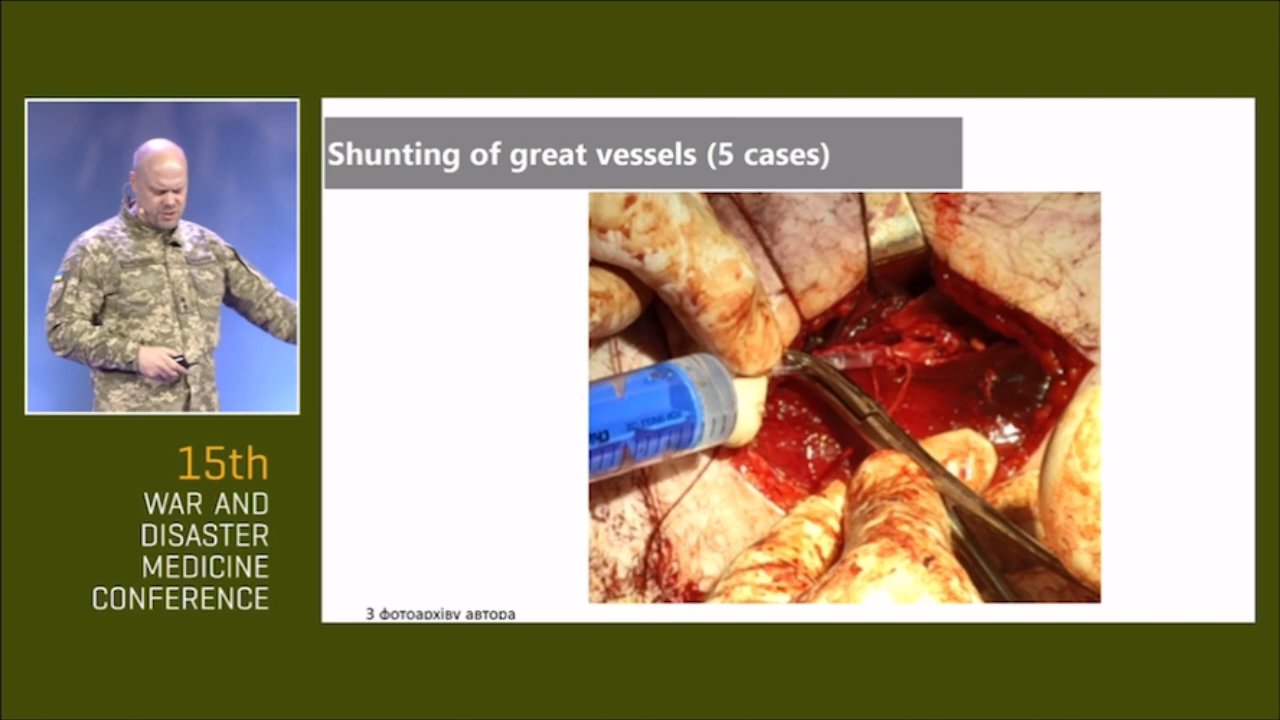 Shunting of great vessels (5 cases)
15th
WAR AND
DISASTER
MEDICINE
CONFERENCE
З фотоархіву автора